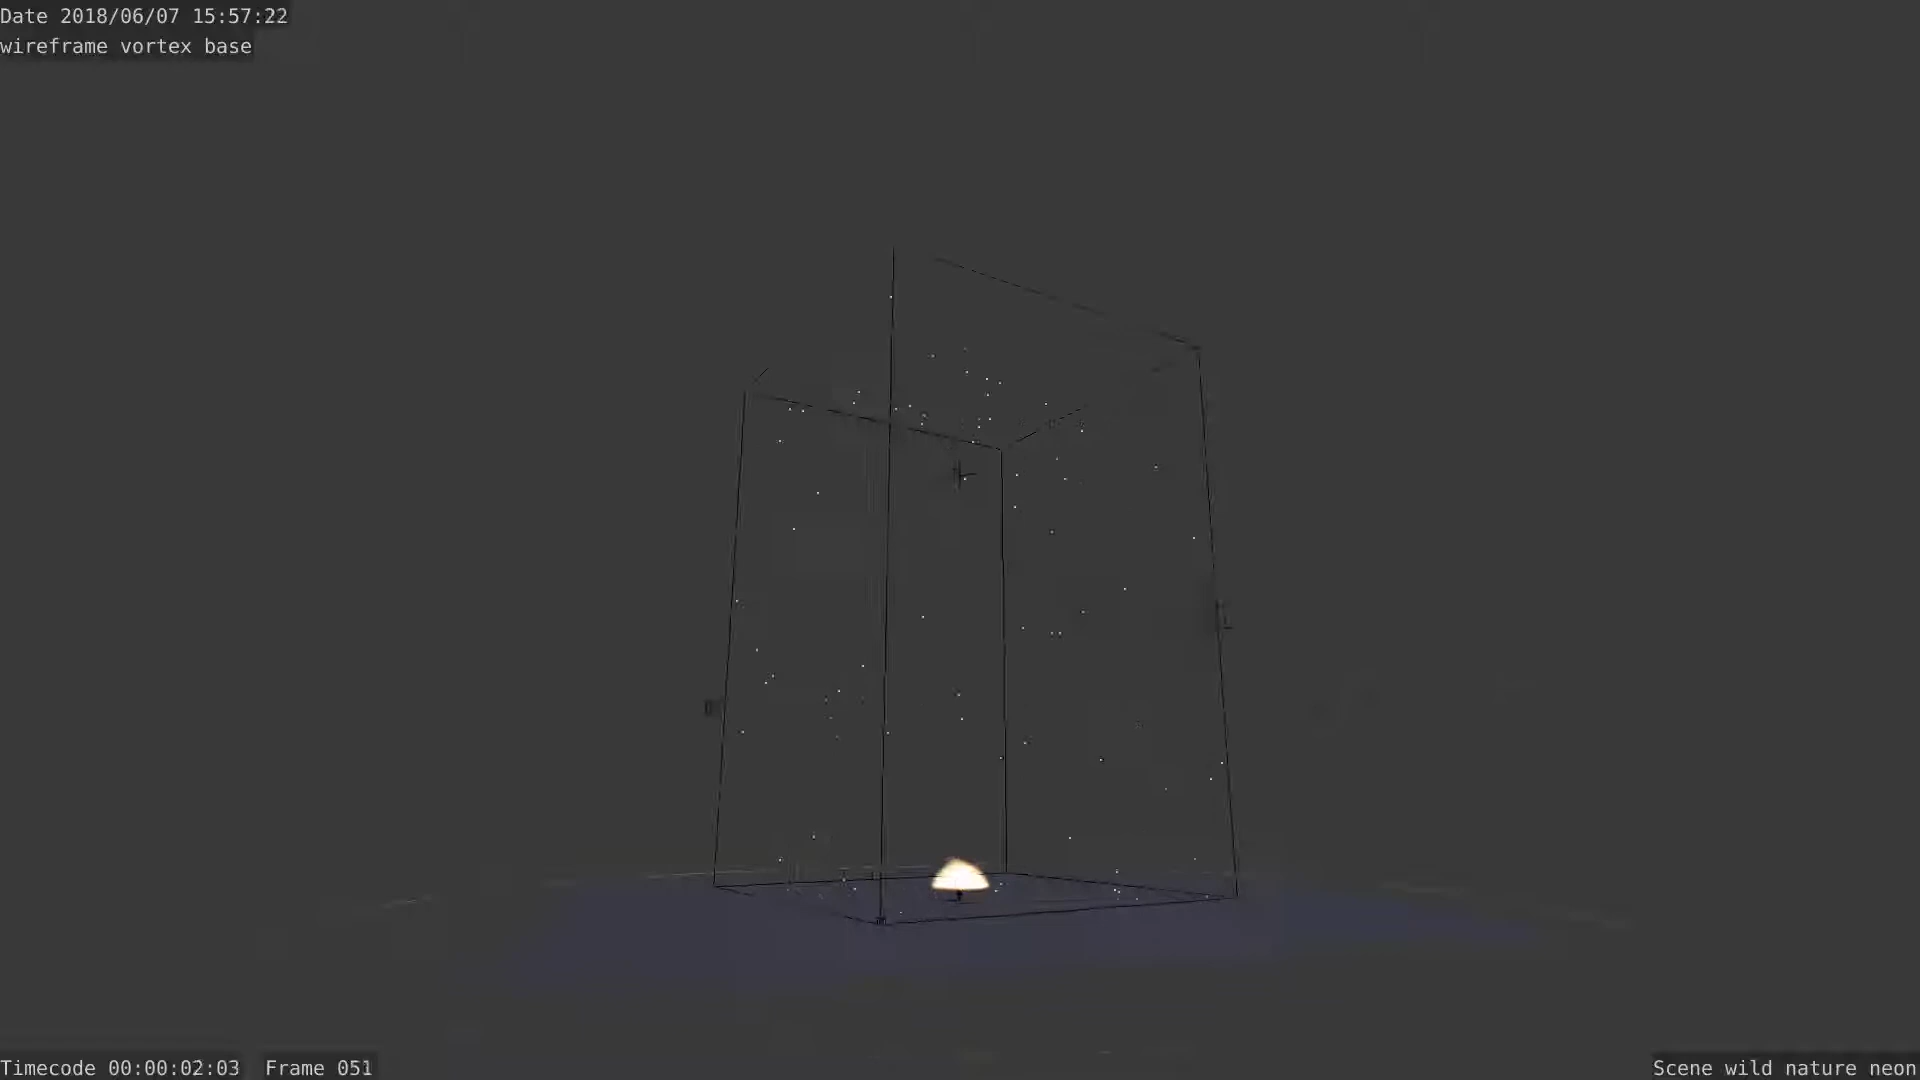 Date 2018/06/07 15:57:22
wireframe vortex base
Timecode 00:00:02:03 Frame 051
Scene wild nature neon